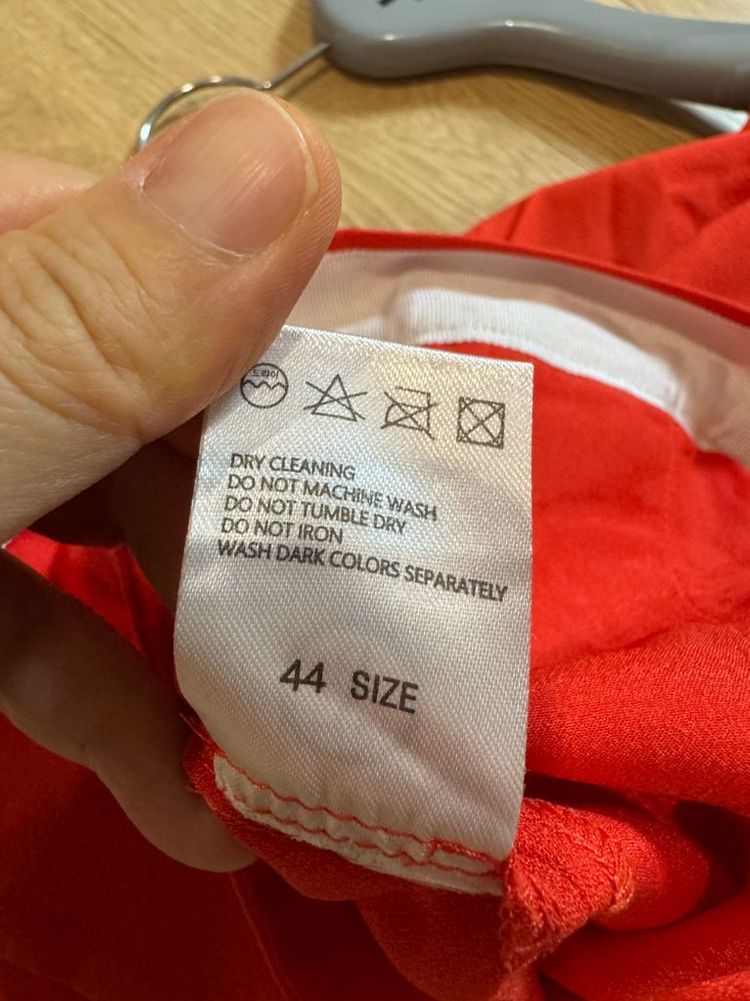 드라이
DRY CLEANING
DO NOT MACHINE WASH
DO NOT TUMBLE DRY
DO NOT IRON
WASH DARK COLORS SEPARATELY
44 SIZE